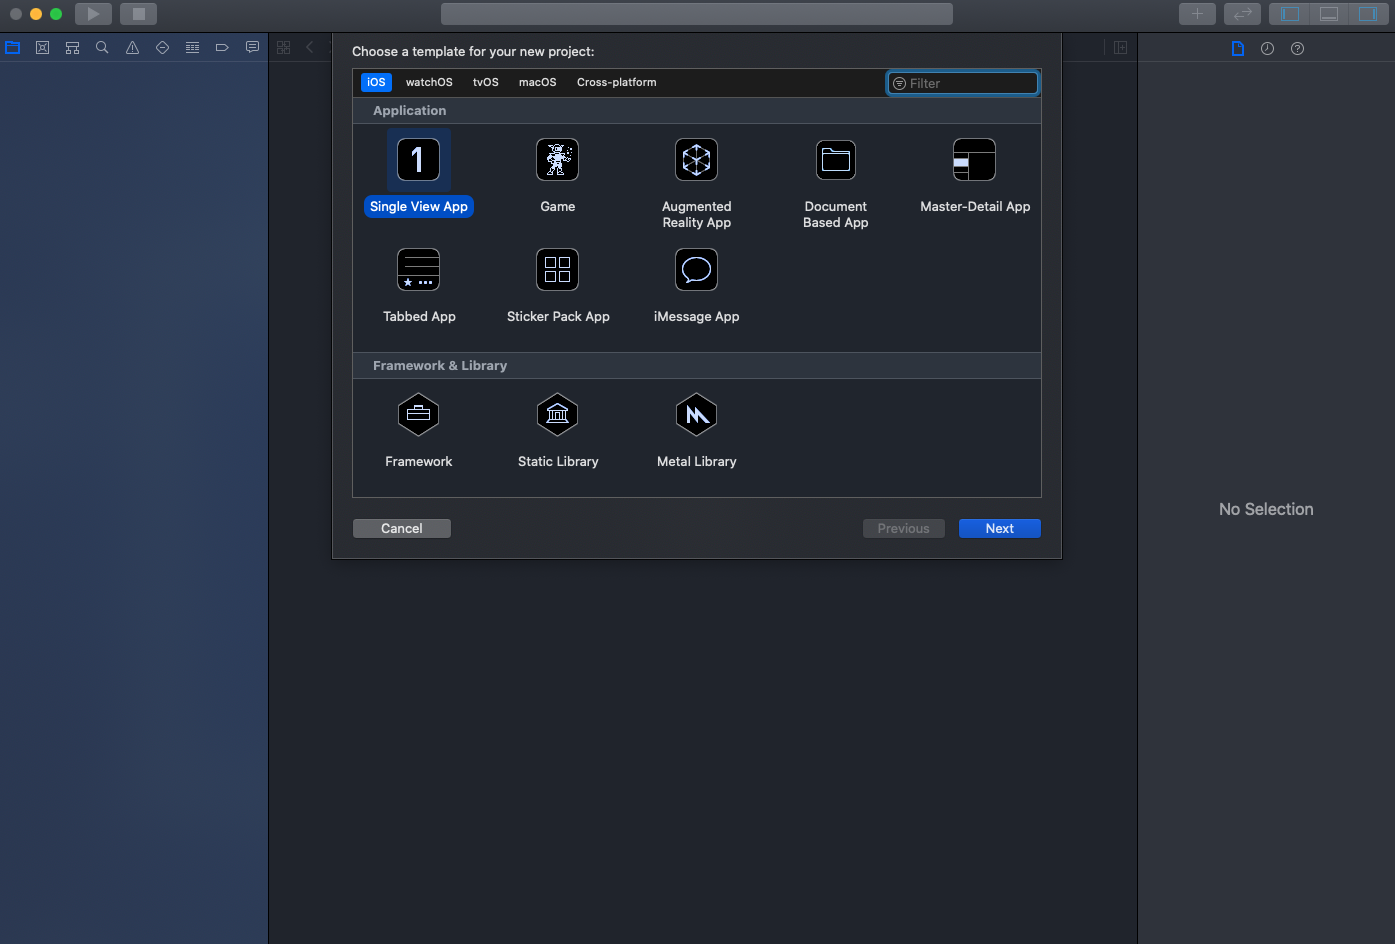 Choose a template for your new project:
iOS watchOS tvOS macOS Cross-platform Filter
Application
1
Single View App Game Augmented Reality App Document Based App Master-Detail App
Tabbed App Sticker Pack App iMessage App
Framework & Library
Framework Static Library Metal Library
No Selection
Cancel Previous Next